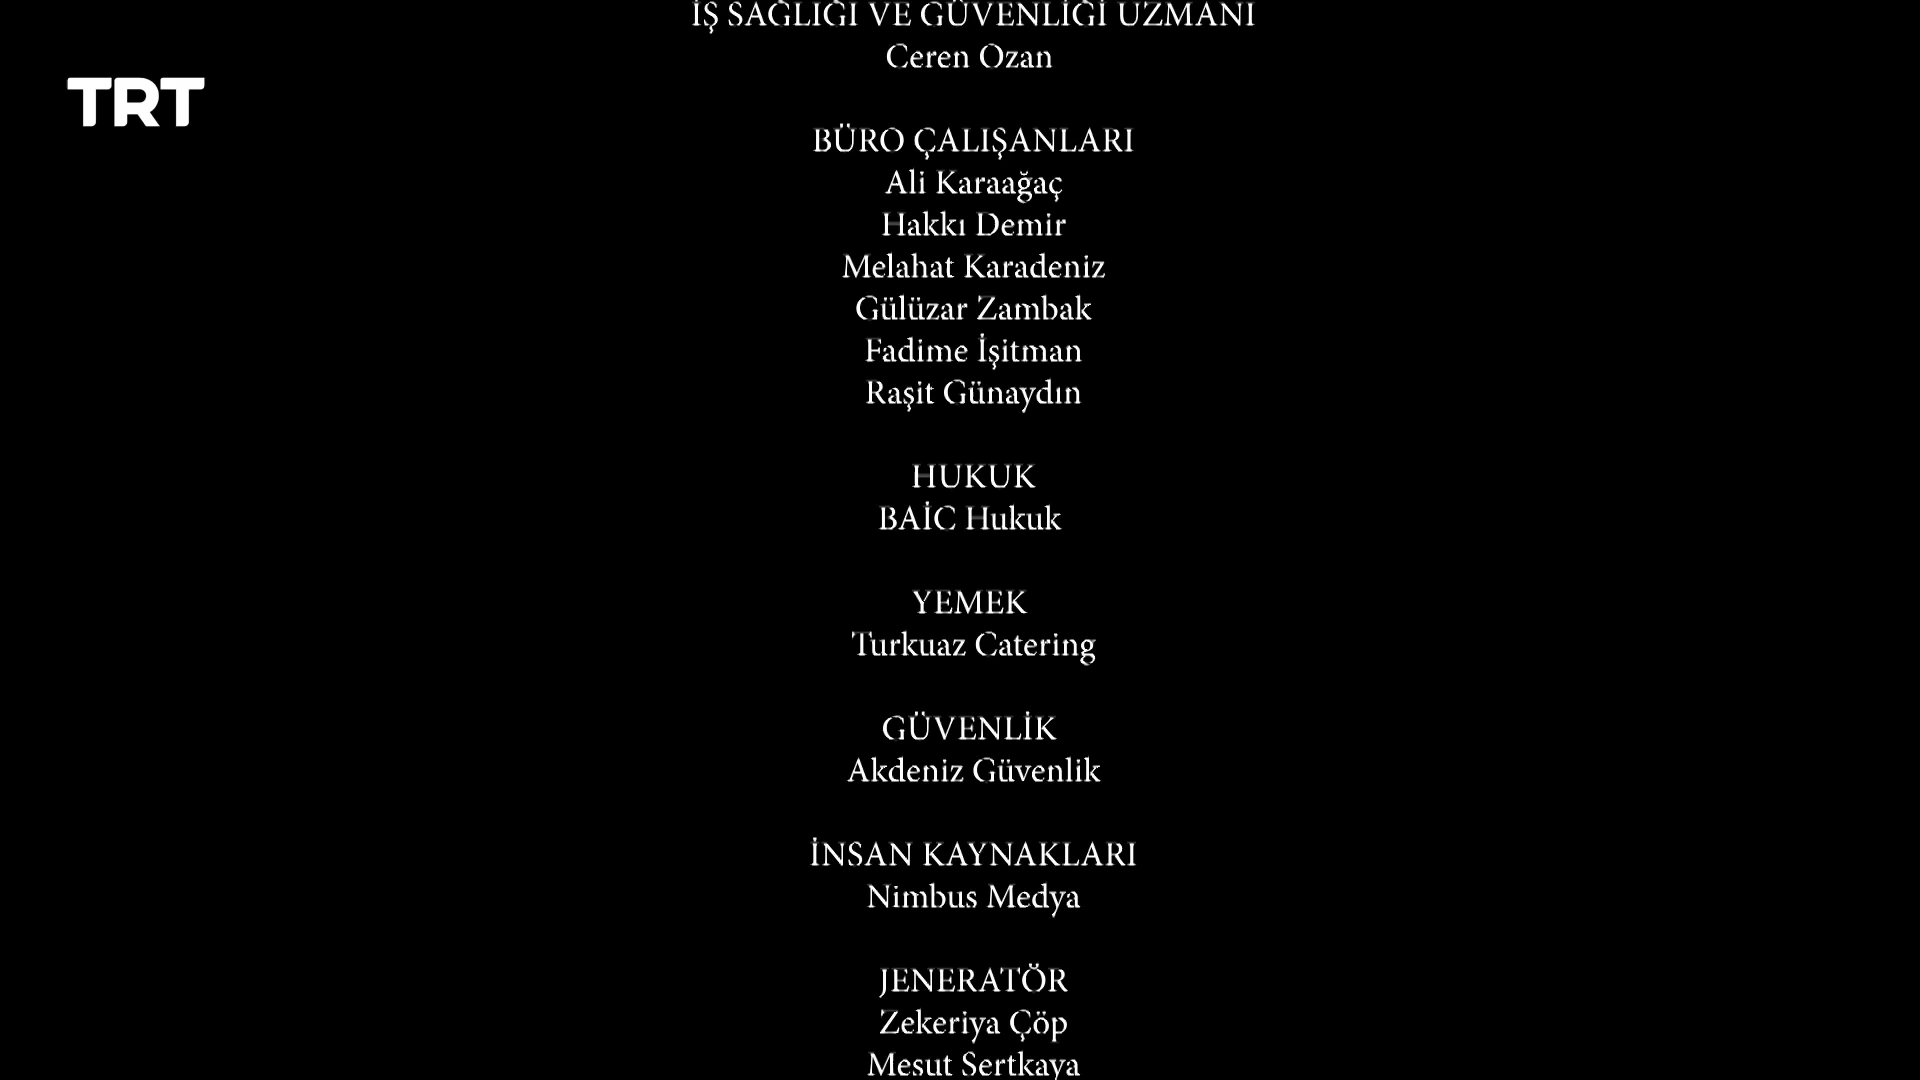 İŞ SAĞLIĞI VE GÜVENLİĞİ UZMANI
Ceren Ozan
TRT
BÜRO ÇALIŞANLARI
Ali Karaağaç
Hakkı Demir
Melahat Karadeniz
Gülüzar Zambak
Fadime İşitman
Raşit Günaydın
HUKUK
BAİC Hukuk
YEMEK
Turkuaz Catering
GÜVENLİK
Akdeniz Güvenlik
İNSAN KAYNAKLARI
Nimbus Medya
JENERATÖR
Zekeriya Çöp
Mesut Sertkaya